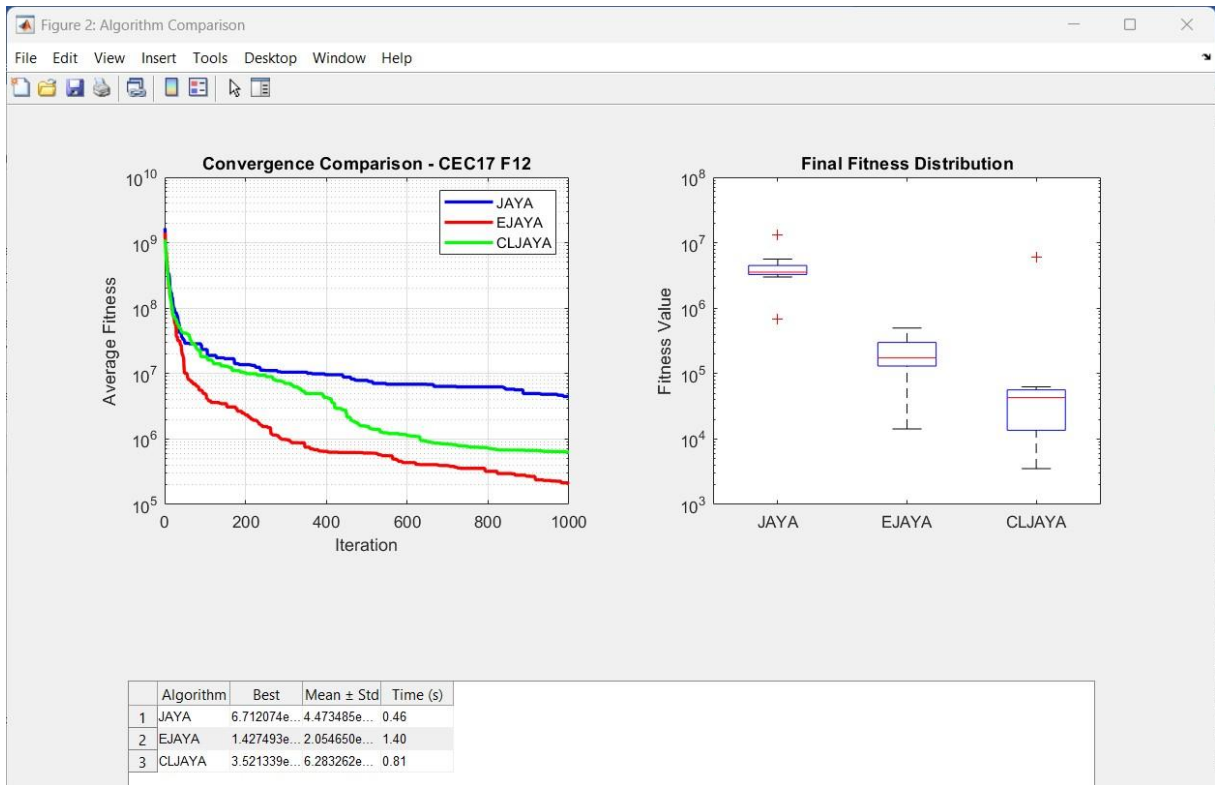 Figure 2: Algorithm Comparison
File Edit View Insert Tools Desktop Window Help
Convergence Comparison - CEC17 F12
10^10
10^9
10^8
10^7
10^6
10^5
Average Fitness
JAYA
EJAYA
CLJAYA
0 200 400 600 800 1000
Iteration
Final Fitness Distribution
10^8
10^7
10^6
10^5
10^4
10^3
Fitness Value
JAYA EJAYA CLJAYA
Algorithm Best Mean ± Std Time (s)
1 JAYA 6.712074e... 4.473485e... 0.46
2 EJAYA 1.427493e... 2.054650e... 1.40
3 CLJAYA 3.521339e... 6.283262e... 0.81